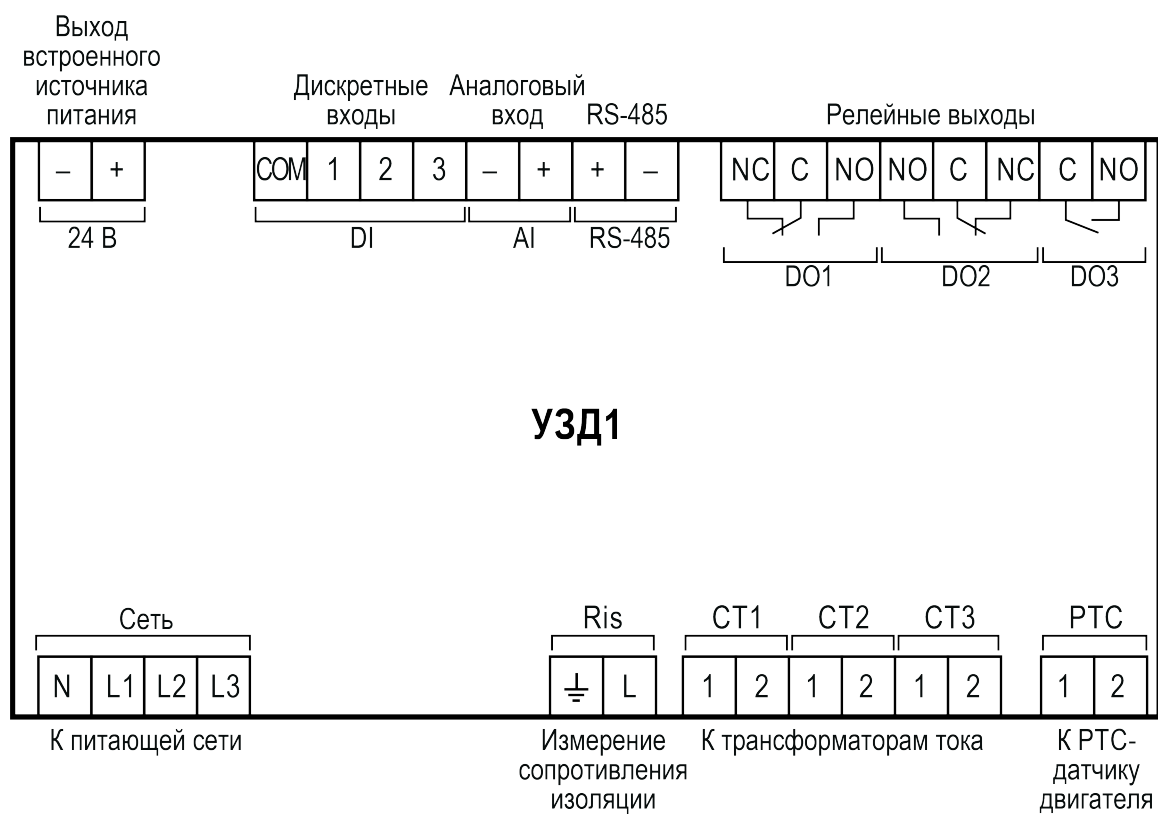 Выход
встроенного
источника
питания
Дискретные
входы
Аналоговый
вход
RS-485
Релейные выходы
– +
COM 1 2 3 – + + –
NC C NO NO C NC C NO
24 В
DI
AI
RS-485
DO1
DO2
DO3
УЗД1
Сеть
Ris
CT1
CT2
CT3
PTC
N L1 L2 L3
L
1 2 1 2 1 2
1 2
К питающей сети
Измерение
сопротивления
изоляции
К трансформаторам тока
К РТС-
датчику
двигателя